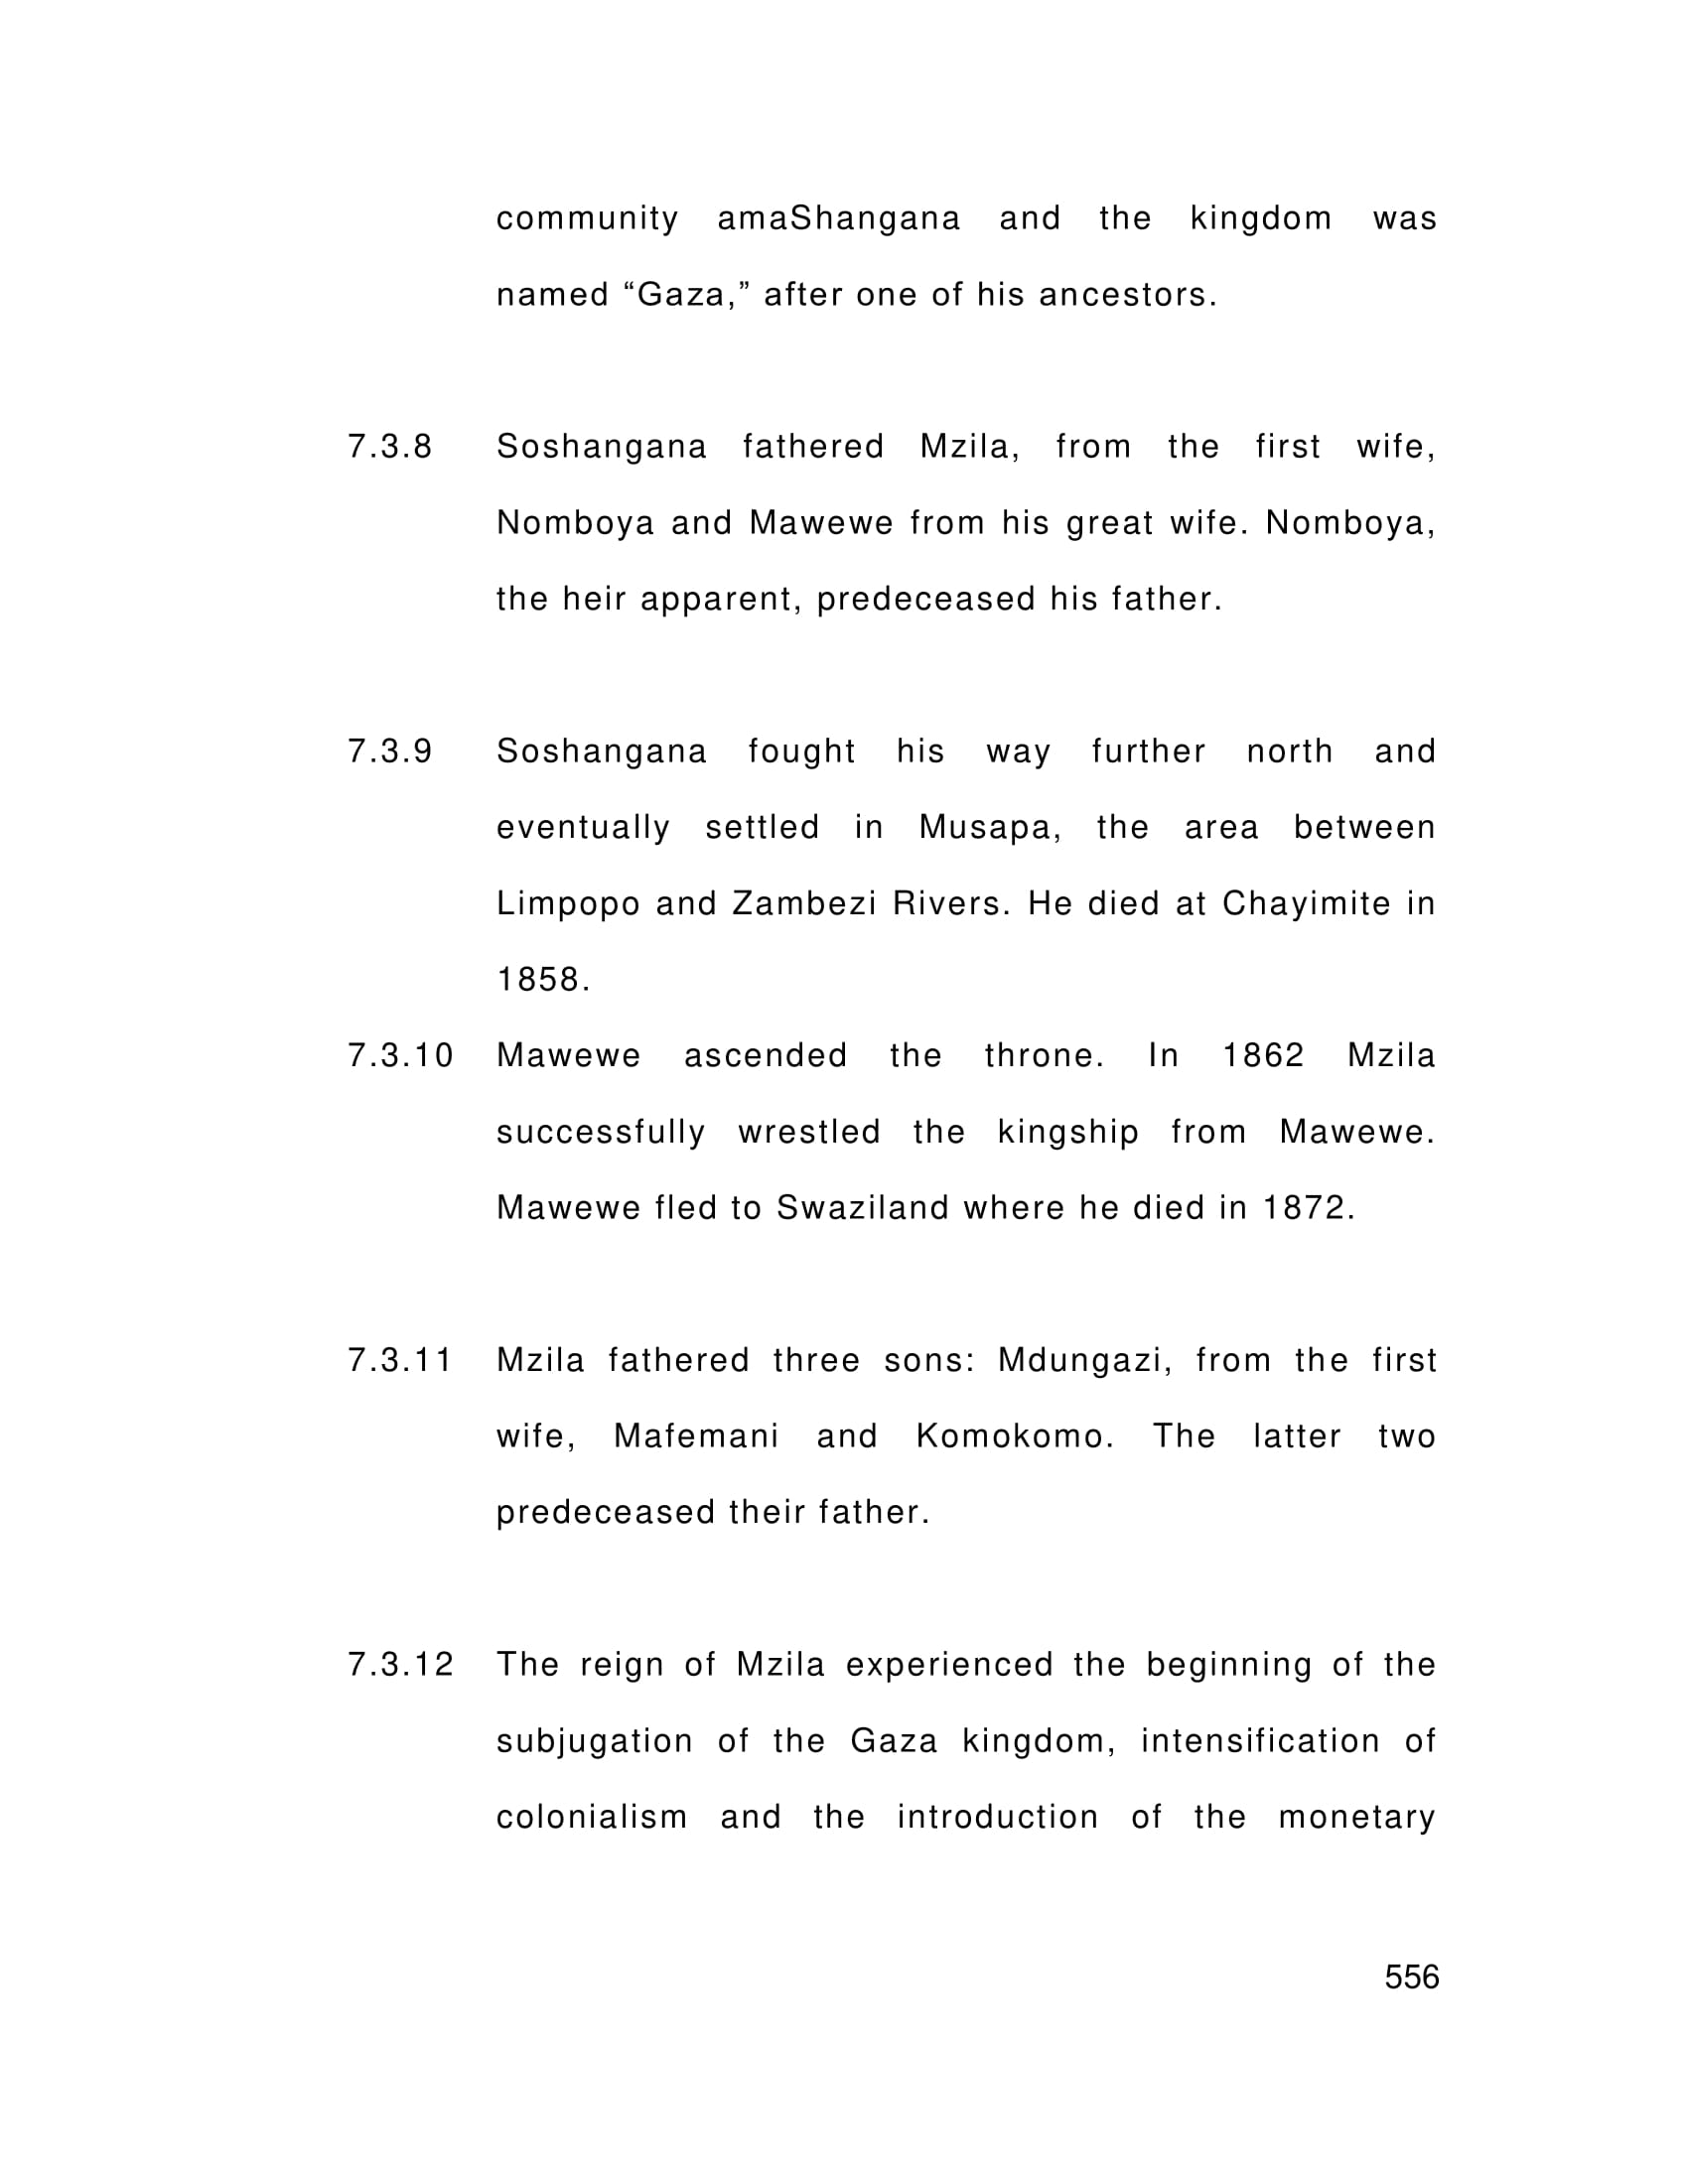 community amaShangana and the kingdom was
named “Gaza,” after one of his ancestors.
7.3.8 Soshangana fathered Mzila, from the first wife,
Nomboya and Mawewe from his great wife. Nomboya,
the heir apparent, predeceased his father.
7.3.9 Soshangana fought his way further north and
eventually settled in Musapa, the area between
Limpopo and Zambezi Rivers. He died at Chayimite in
1858.
7.3.10 Mawewe ascended the throne. In 1862 Mzila
successfully wrestled the kingship from Mawewe.
Mawewe fled to Swaziland where he died in 1872.
7.3.11 Mzila fathered three sons: Mdungazi, from the first
wife, Mafemani and Komokomo. The latter two
predeceased their father.
7.3.12 The reign of Mzila experienced the beginning of the
subjugation of the Gaza kingdom, intensification of
colonialism and the introduction of the monetary
556